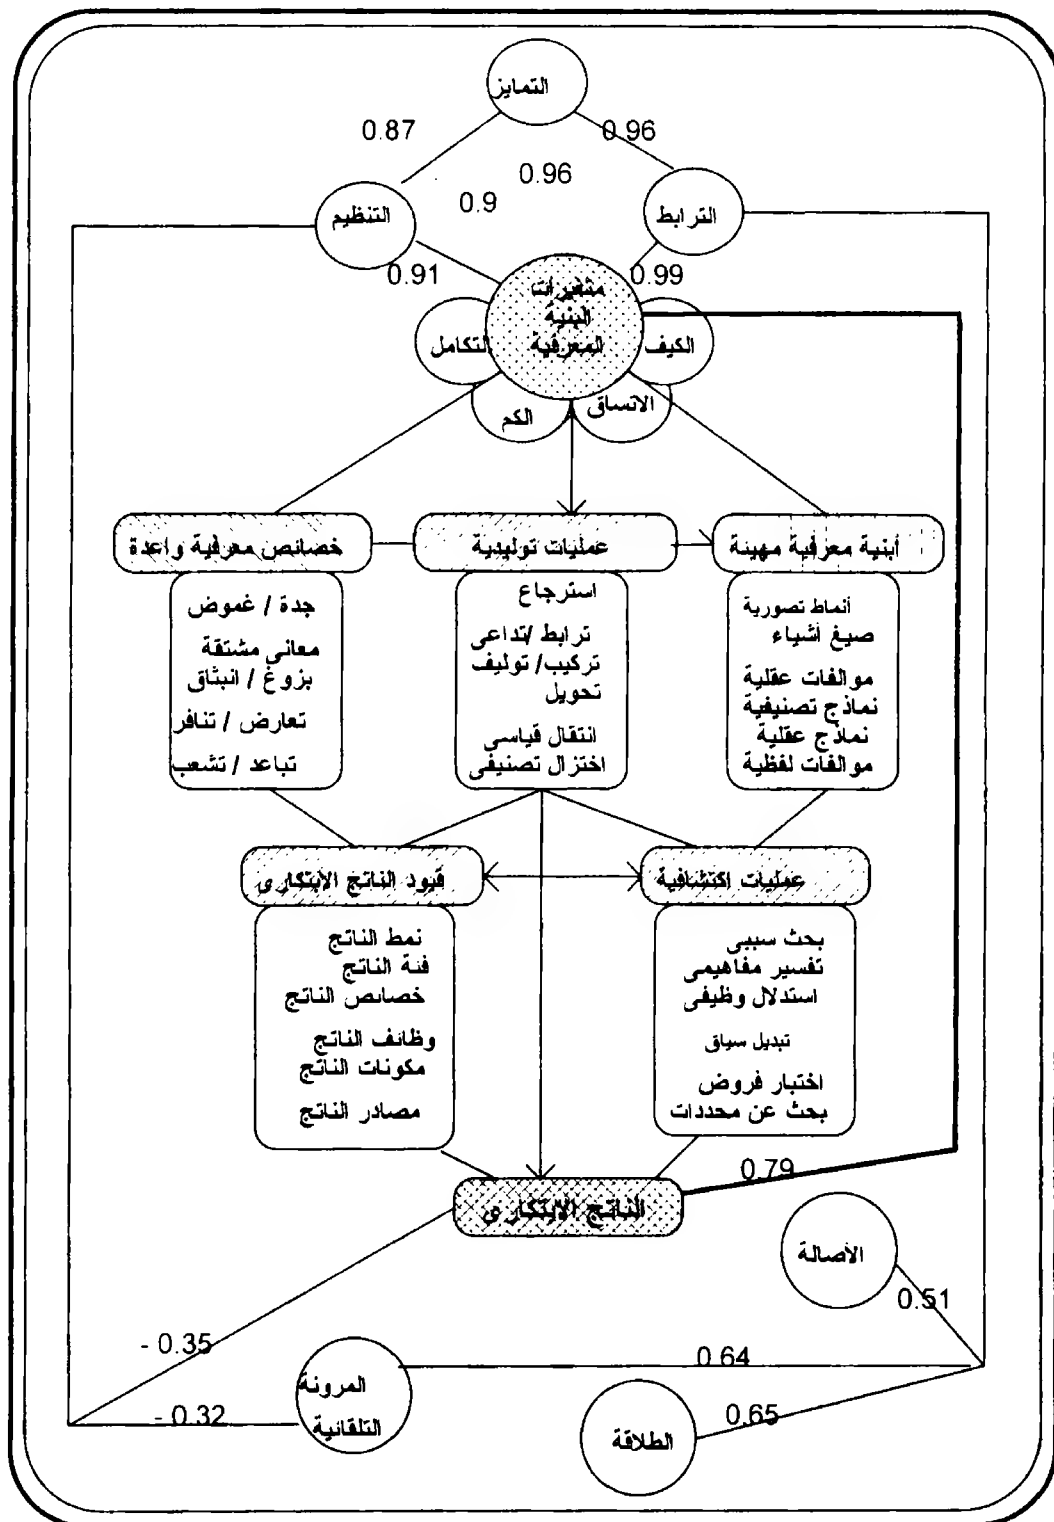 التمايز
0.87
0.96
0.96
0.9
الترابط
التنظيم
0.99
0.91
متغيرات
البنية
المعرفية
الكيف
التكامل
الاتساق
الكم
أبنية معرفية مهيئة
عمليات توليدية
خصائص معرفية واعدة
أنماط تصورية
صيغ أشياء
موالفات عقلية
نماذج تصنيفية
نماذج عقلية
موالفات لفظية
استرجاع
ترابط /تداعى
تركيب/ توليف
تحويل
انتقال قياسى
اختزال تصنيفى
جدة / غموض
معانى مشتقة
بزوغ / انبثاق
تعارض / تنافر
تباعد / تشعب
عمليات اكتشافية
قيود الناتج الابتكارى
بحث سببى
تفسير مفاهيمى
استدلال وظيفى
تبديل سياق
اختبار فروض
بحث عن محددات
نمط الناتج
فئة الناتج
خصائص الناتج
وظائف الناتج
مكونات الناتج
مصادر الناتج
0.79
الناتج الابتكارى
الأصالة
0.51
- 0.35
0.64
المرونة
التلقائية
- 0.32
0.65
الطلاقة